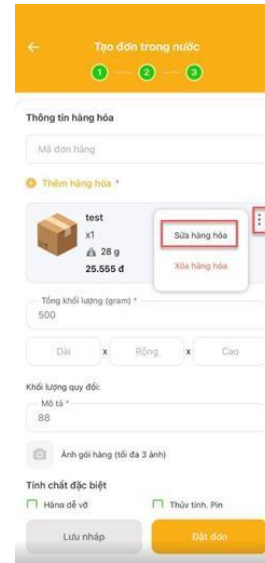 Tạo đơn trong nước
1 2 3
Thông tin hàng hóa
Mã đơn hàng
Thêm hàng hóa *
test
x1
28 g
25.555 đ
Sửa hàng hóa
Xóa hàng hóa
Tổng khối lượng (gram) *
500
Dài x Rộng x Cao
Khối lượng quy đổi:
Mô tả *
88
Ảnh gói hàng (tối đa 3 ảnh)
Tính chất đặc biệt
Hàng dễ vỡ Thủy tinh, Pin
Lưu nháp Đặt đơn